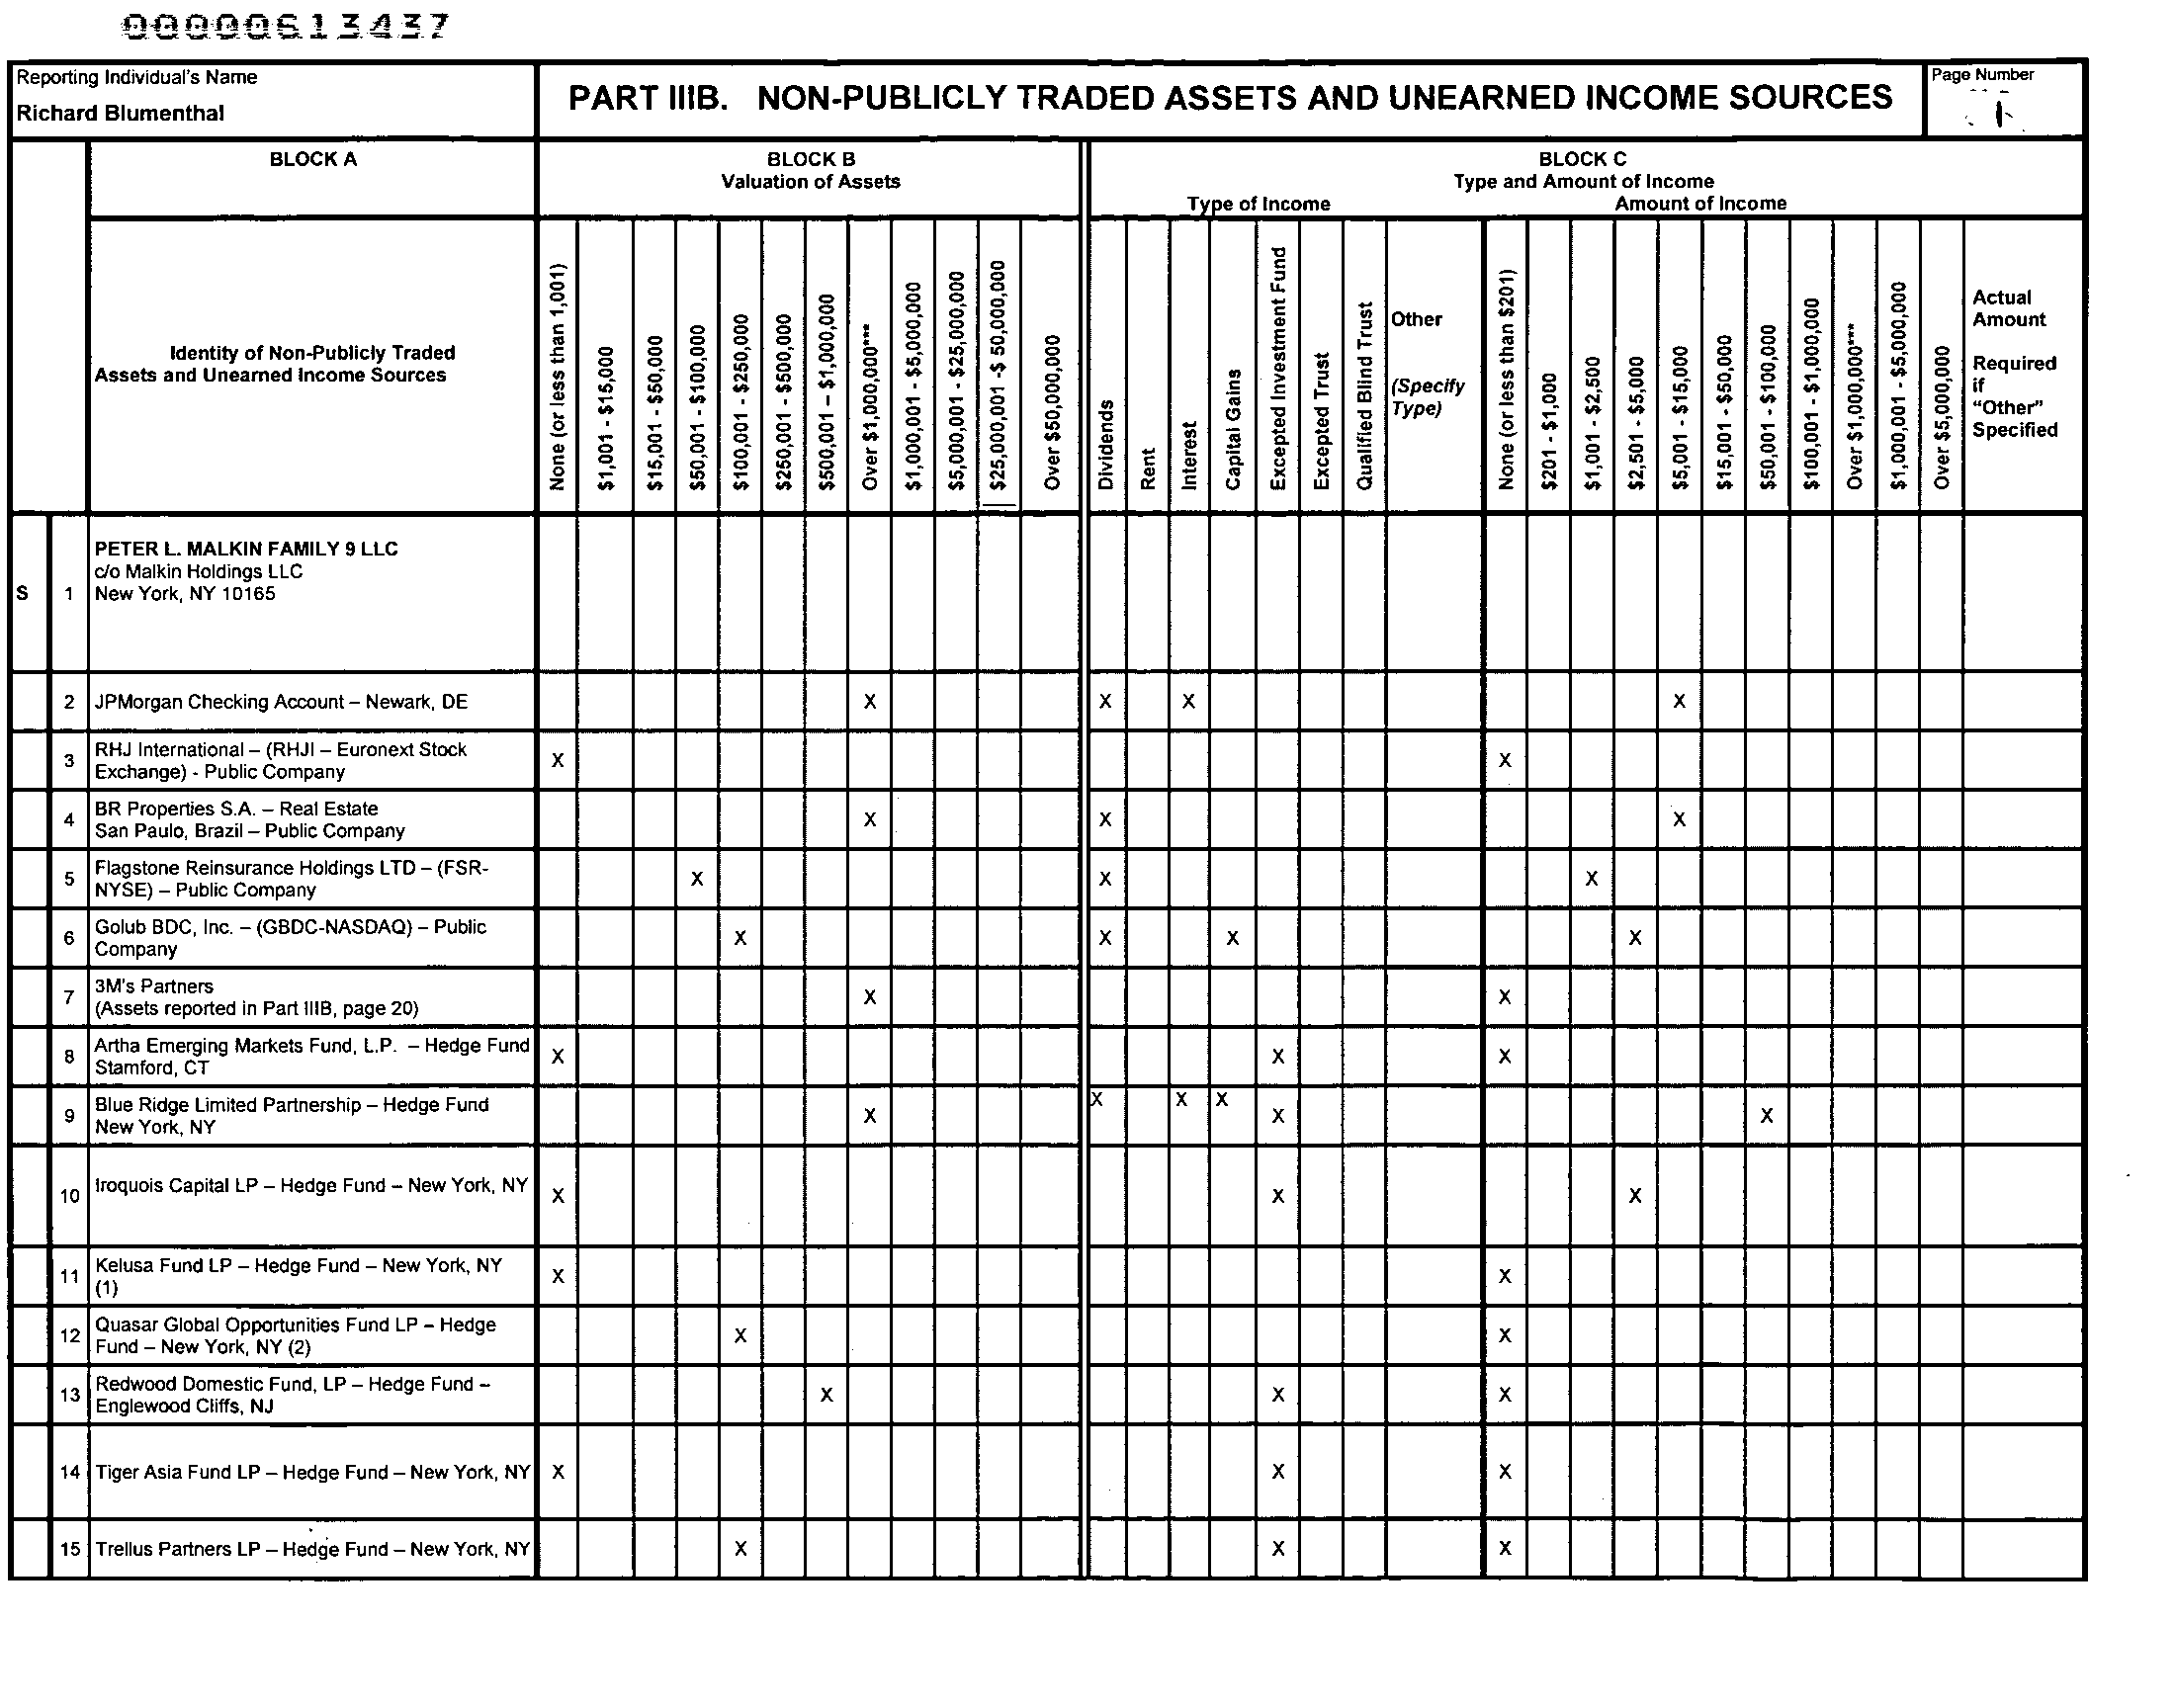 00000613437
Reporting Individual's Name
Richard Blumenthal
PART IIIB. NON-PUBLICLY TRADED ASSETS AND UNEARNED INCOME SOURCES
Page Number
1
BLOCK A
BLOCK B
Valuation of Assets
BLOCK C
Type and Amount of Income
Type of Income
Amount of Income
Identity of Non-Publicly Traded
Assets and Unearned Income Sources
None (or less than 1,001)
$1,001 - $15,000
$15,001 - $50,000
$50,001 - $100,000
$100,001 - $250,000
$250,001 - $500,000
$500,001 – $1,000,000
Over $1,000,000***
$1,000,001 - $5,000,000
$5,000,001 - $25,000,000
$25,000,001 -$ 50,000,000
Over $50,000,000
Dividends
Rent
Interest
Capital Gains
Excepted Investment Fund
Excepted Trust
Qualified Blind Trust
Other
(Specify
Type)
None (or less than $201)
$201 - $1,000
$1,001 - $2,500
$2,501 - $5,000
$5,001 - $15,000
$15,001 - $50,000
$50,001 - $100,000
$100,001 - $1,000,000
Over $1,000,000***
$1,000,001 - $5,000,000
Over $5,000,000
Actual
Amount
Required
if
“Other”
Specified
PETER L. MALKIN FAMILY 9 LLC
c/o Malkin Holdings LLC
S 1 New York, NY 10165
2 JPMorgan Checking Account – Newark, DE X X X X
RHJ International – (RHJI – Euronext Stock
3 Exchange) - Public Company X X
BR Properties S.A. – Real Estate
4 San Paulo, Brazil – Public Company X X X
Flagstone Reinsurance Holdings LTD – (FSR-
5 NYSE) – Public Company X X X
Golub BDC, Inc. – (GBDC-NASDAQ) – Public
6 Company X X X X
3M's Partners
7 (Assets reported in Part IIIB, page 20) X X
Artha Emerging Markets Fund, L.P. – Hedge Fund
8 Stamford, CT X X X
Blue Ridge Limited Partnership – Hedge Fund X X X
9 New York, NY X X X
10 Iroquois Capital LP – Hedge Fund – New York, NY X X X
Kelusa Fund LP – Hedge Fund – New York, NY
11 (1) X X
Quasar Global Opportunities Fund LP – Hedge
12 Fund – New York, NY (2) X X
Redwood Domestic Fund, LP – Hedge Fund –
13 Englewood Cliffs, NJ X X X
14 Tiger Asia Fund LP – Hedge Fund – New York, NY X X X
15 Trellus Partners LP – Hedge Fund – New York, NY X X X